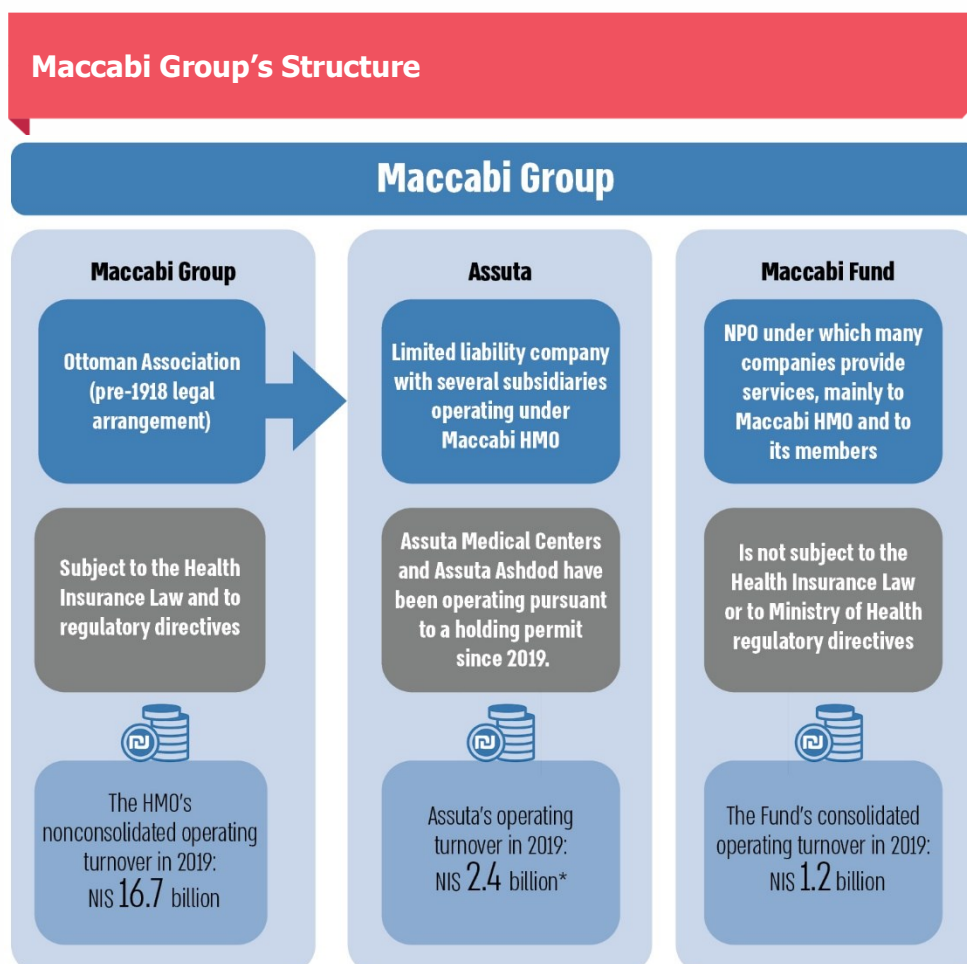 Maccabi Group's Structure
Maccabi Group
Maccabi Group
Ottoman Association
(pre-1918 legal
arrangement)
Subject to the Health
Insurance Law and to
regulatory directives
The HMO's
nonconsolidated operating
turnover in 2019:
NIS 16.7 billion
Assuta
Limited liability company
with several subsidiaries
operating under
Maccabi HMO
Assuta Medical Centers
and Assuta Ashdod have
been operating pursuant
to a holding permit
since 2019.
Assuta's operating
turnover in 2019:
NIS 2.4 billion*
Maccabi Fund
NPO under which many
companies provide
services, mainly to
Maccabi HMO and to
its members
Is not subject to the
Health Insurance Law
or to Ministry of Health
regulatory directives
The Fund's consolidated
operating turnover in 2019:
NIS 1.2 billion